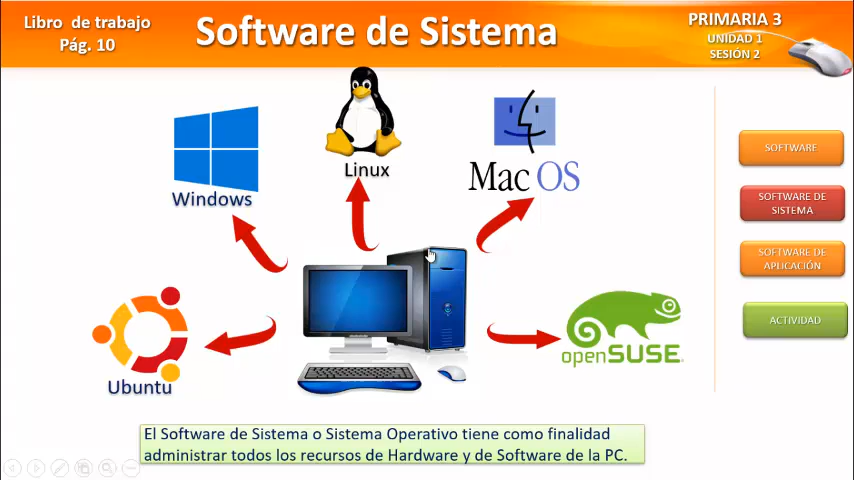 Libro de trabajo
Pág. 10
Software de Sistema
PRIMARIA 3
UNIDAD 1
SESIÓN 2
Windows
Linux
Mac OS
Ubuntu
openSUSE
SOFTWARE
SOFTWARE DE
SISTEMA
SOFTWARE DE
APLICACIÓN
ACTIVIDAD
El Software de Sistema o Sistema Operativo tiene como finalidad
administrar todos los recursos de Hardware y de Software de la PC.